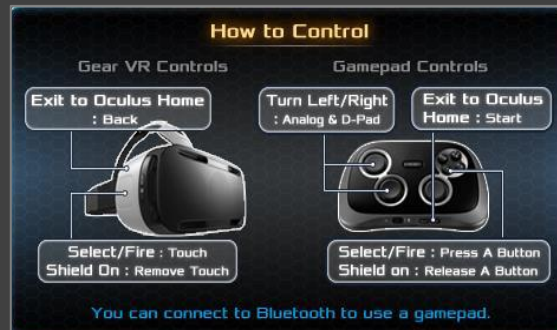 How to Control
Gear VR Controls
Exit to Oculus Home
: Back
Select/Fire : Touch
Shield On : Remove Touch
Gamepad Controls
Turn Left/Right
: Analog & D-Pad
Exit to Oculus
Home : Start
Select/Fire : Press A Button
Shield on : Release A Button
You can connect to Bluetooth to use a gamepad.